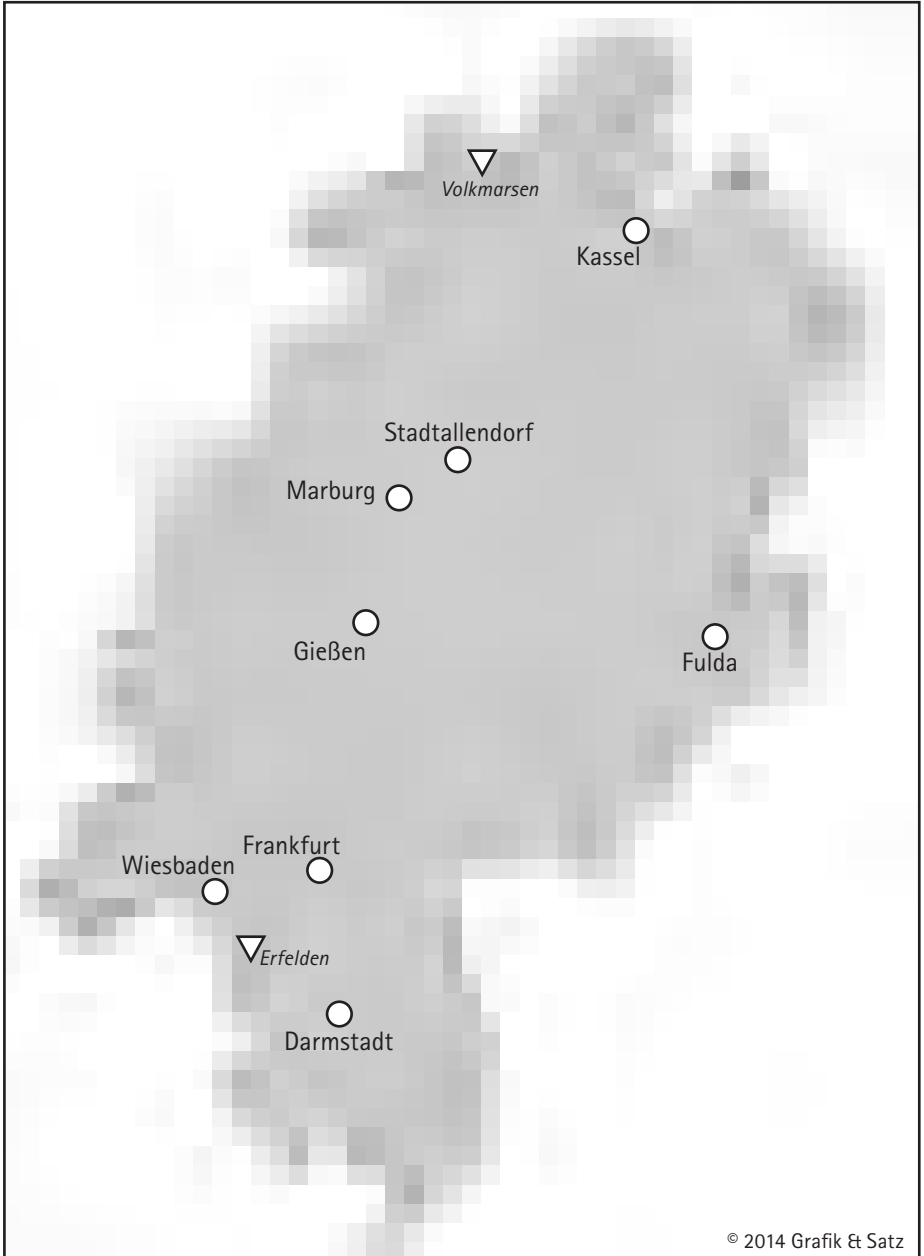 Volkmarsen
Kassel
Stadtallendorf
Marburg
Gießen
Fulda
Frankfurt
Wiesbaden
Erfelden
Darmstadt
© 2014 Grafik & Satz